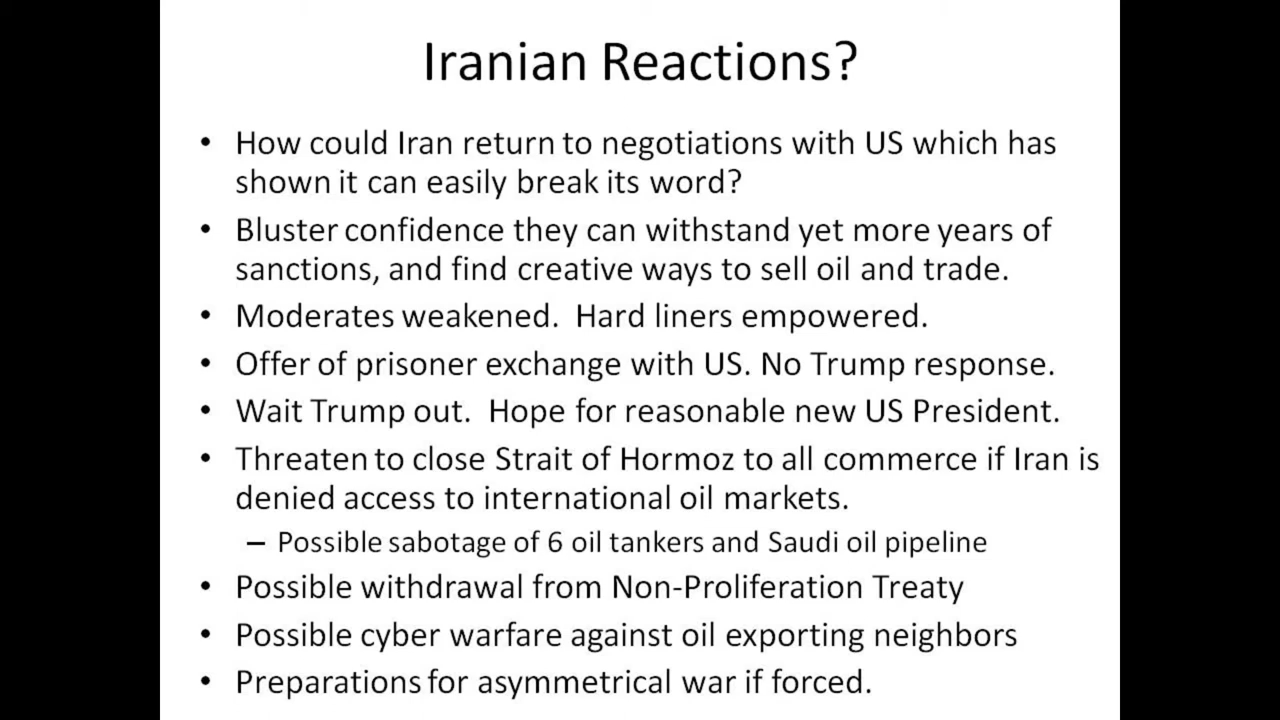 Iranian Reactions?
• How could Iran return to negotiations with US which has
shown it can easily break its word?
• Bluster confidence they can withstand yet more years of
sanctions, and find creative ways to sell oil and trade.
• Moderates weakened.  Hard liners empowered.
• Offer of prisoner exchange with US. No Trump response.
• Wait Trump out.  Hope for reasonable new US President.
• Threaten to close Strait of Hormoz to all commerce if Iran is
denied access to international oil markets.
– Possible sabotage of 6 oil tankers and Saudi oil pipeline
• Possible withdrawal from Non-Proliferation Treaty
• Possible cyber warfare against oil exporting neighbors
• Preparations for asymmetrical war if forced.